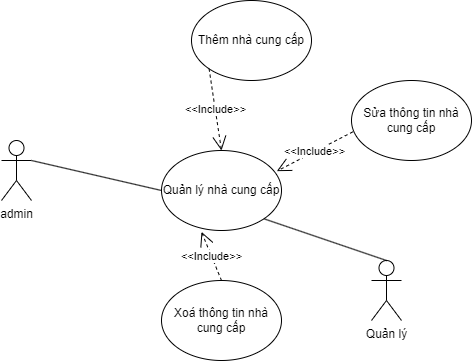 Thêm nhà cung cấp
<<Include>>
Sửa thông tin nhà
cung cấp
<<Include>>
Quản lý nhà cung cấp
admin
<<Include>>
Xoá thông tin nhà
cung cấp
Quản lý